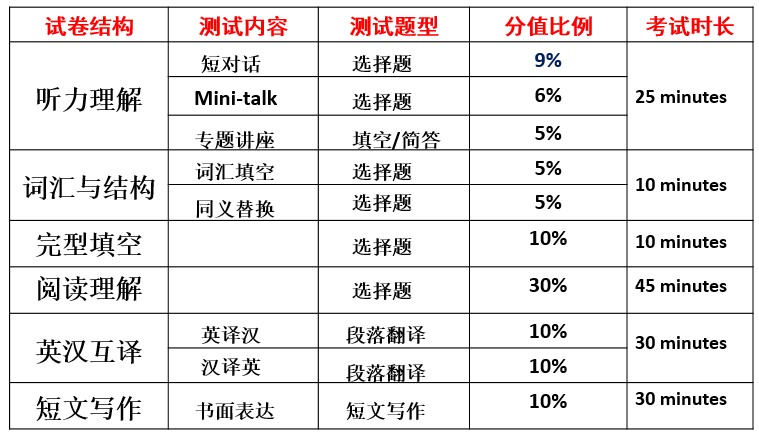 试卷结构 测试内容 测试题型 分值比例 考试时长
听力理解 短对话 选择题 9% 25 minutes
Mini-talk 选择题 6%
专题讲座 填空/简答 5%
词汇与结构 词汇填空 选择题 5% 10 minutes
同义替换 选择题 5%
完型填空 选择题 10% 10 minutes
阅读理解 选择题 30% 45 minutes
英汉互译 英译汉 段落翻译 10% 30 minutes
汉译英 段落翻译 10%
短文写作 书面表达 短文写作 10% 30 minutes